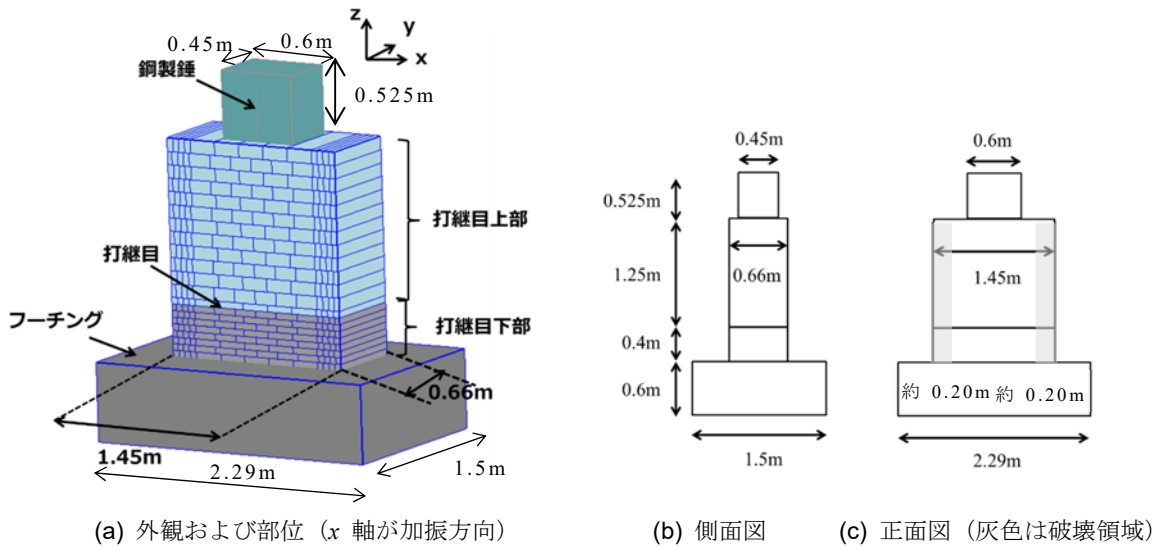 z
y
x
0.45m
0.6m
鋼製錘
0.525m
打継目上部
打継目
打継目下部
フーチング
0.66m
1.45m
2.29m
1.5m
(a) 外観および部位（x 軸が加振方向）
0.45m
0.525m
1.25m
0.66m
0.4m
0.6m
1.5m
(b) 側面図
0.6m
1.45m
約 0.20m 約 0.20m
2.29m
(c) 正面図（灰色は破壊領域）